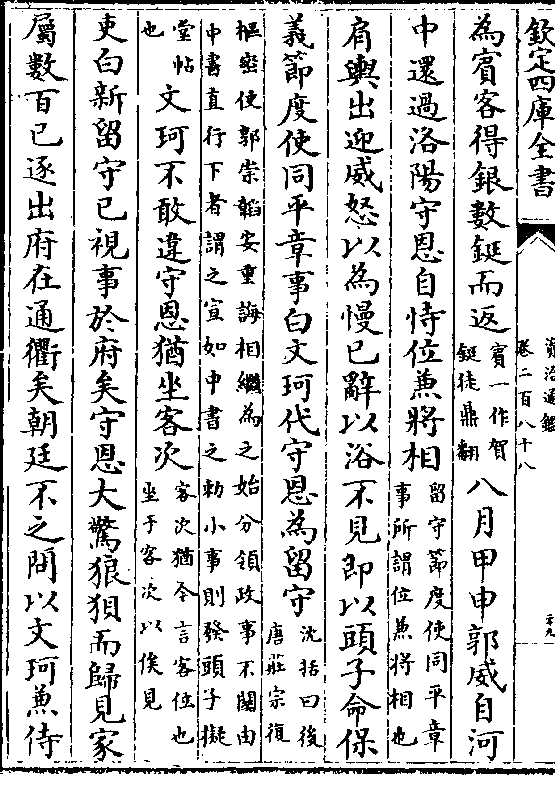 欽定四庫全書
資治通鑑
卷二百八十八
為賓客得銀數鋌而返賓一作賀鋌徒鼎翻八月甲申郭威自河
中還過洛陽守恩自恃位兼將相留守節度使同平章事所謂位兼將相也
肩輿出迎威怒以為慢已辭以浴不見即以頭子命保
義節度使同平章事白文珂代守恩為留守沈括曰後唐莊宗復
樞密使郭崇韜安重誨相繼為之始分領政事不關由
中書直行下者謂之宣如中書之勅小事則發頭子擬
堂帖也文珂不敢違守恩猶坐客次客次猶今言客位也坐于客次以俟見
吏白新留守已視事於府矣守恩大驚狼狽而歸見家
屬數百已逐出府在通衢矣朝廷不之問以文珂兼侍